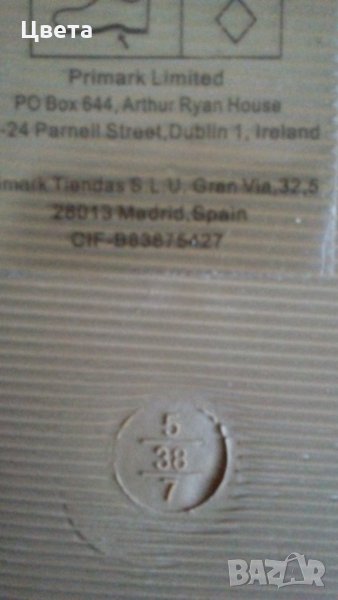 Цвета
Primark Limited
PO Box 644, Arthur Ryan House
-24 Parnell Street, Dublin 1, Ireland
imark Tiendas S.L.U. Gran Via, 32,5
28013 Madrid, Spain
CIF-B83875427
5
38
7
BAZAR